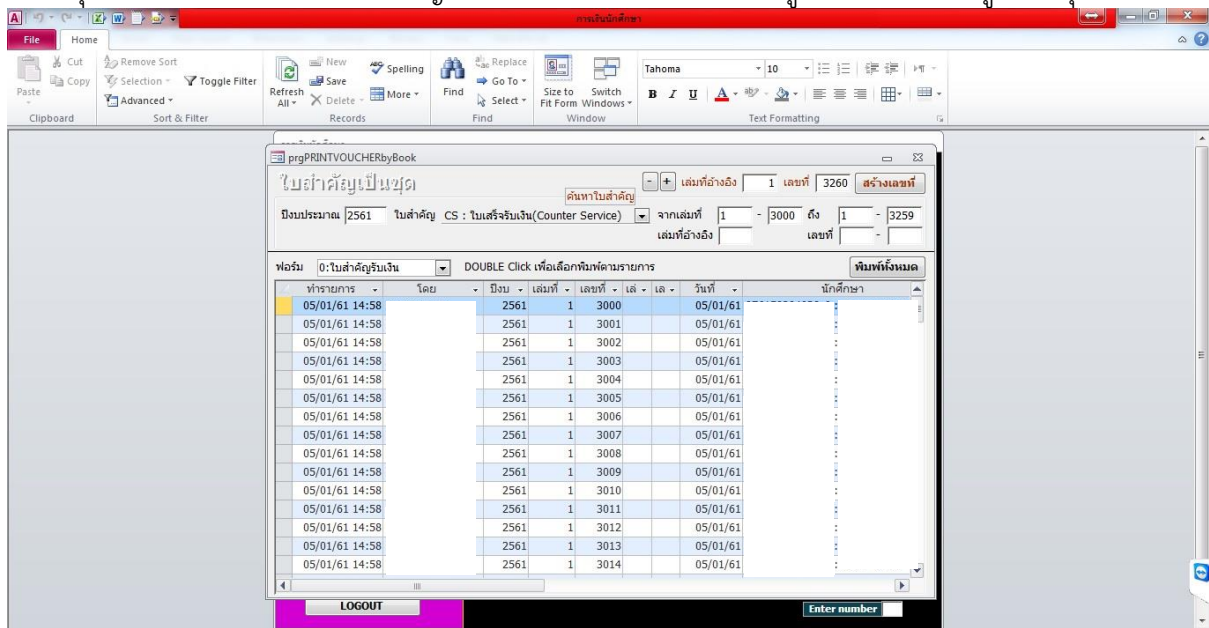 การเงินนักศึกษา
File Home
Cut Copy Paste Clipboard
Remove Sort Selection Advanced Toggle Filter Sort & Filter
Refresh All New Save Delete Spelling More Records
Find Replace Go To Select Find
Size to Fit Form Switch Windows Window
Tahoma 10 B I U A Text Formatting
prgPRINTVOUCHERbyBook
ใบสำคัญเป็นชุด
ค้นหาใบสำคัญ
- + เล่มที่อ้างอิง 1 เลขที่ 3260 สร้างเลขที่
ปีงบประมาณ 2561 ใบสำคัญ CS : ใบเสร็จรับเงิน(Counter Service) จากเล่มที่ 1 - 3000 ถึง 1 - 3259
เล่มที่อ้างอิง เลขที่ -
ฟอร์ม 0:ใบสำคัญรับเงิน DOUBLE Click เพื่อเลือกพิมพ์ตามรายการ พิมพ์ทั้งหมด
ทำรายการ โดย ปีงบ เล่มที่ เลขที่ เล่ เล วันที่ นักศึกษา
05/01/61 14:58 2561 1 3000 05/01/61 :
05/01/61 14:58 2561 1 3001 05/01/61 :
05/01/61 14:58 2561 1 3002 05/01/61 :
05/01/61 14:58 2561 1 3003 05/01/61 :
05/01/61 14:58 2561 1 3004 05/01/61 :
05/01/61 14:58 2561 1 3005 05/01/61 :
05/01/61 14:58 2561 1 3006 05/01/61 :
05/01/61 14:58 2561 1 3007 05/01/61 :
05/01/61 14:58 2561 1 3008 05/01/61 :
05/01/61 14:58 2561 1 3009 05/01/61 :
05/01/61 14:58 2561 1 3010 05/01/61 :
05/01/61 14:58 2561 1 3011 05/01/61 :
05/01/61 14:58 2561 1 3012 05/01/61 :
05/01/61 14:58 2561 1 3013 05/01/61 :
05/01/61 14:58 2561 1 3014 05/01/61 :
LOGOUT Enter number